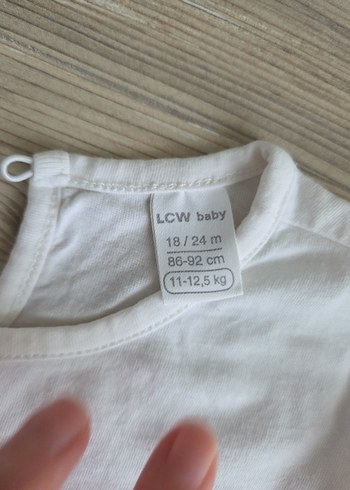 LCW baby
18 / 24 m
86-92 cm
11-12,5 kg